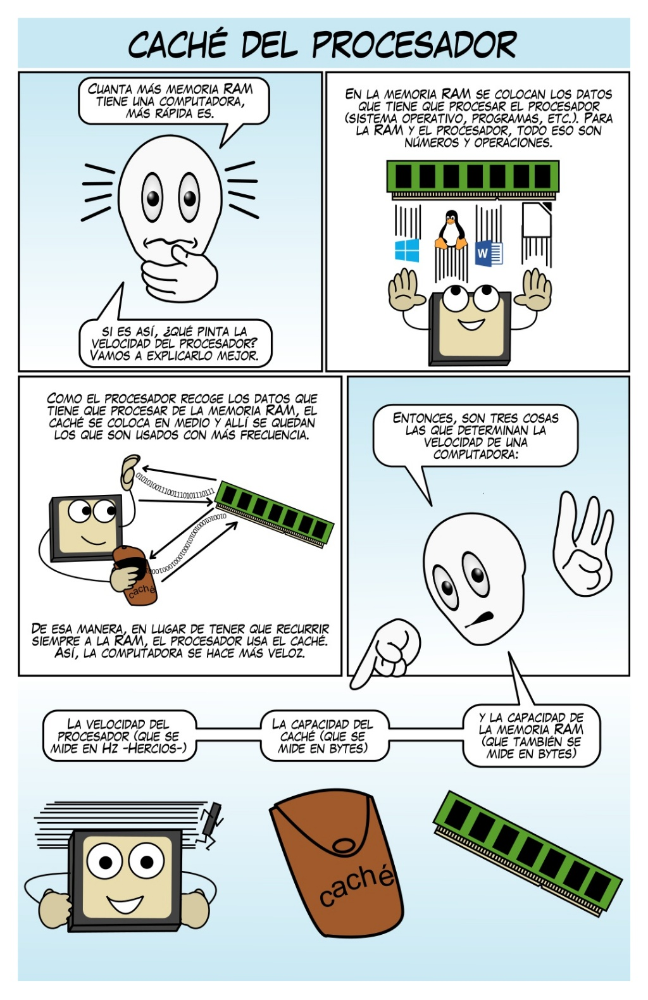 CACHÉ DEL PROCESADOR
CUANTA MÁS MEMORIA RAM
TIENE UNA COMPUTADORA,
MÁS RÁPIDA ES.
SI ES ASÍ, ¿QUÉ PINTA LA
VELOCIDAD DEL PROCESADOR?
VAMOS A EXPLICARLO MEJOR.
EN LA MEMORIA RAM SE COLOCAN LOS DATOS
QUE TIENE QUE PROCESAR EL PROCESADOR
(SISTEMA OPERATIVO, PROGRAMAS, ETC.). PARA
LA RAM Y EL PROCESADOR, TODO ESO SON
NÚMEROS Y OPERACIONES.
W
COMO EL PROCESADOR RECOGE LOS DATOS QUE
TIENE QUE PROCESAR DE LA MEMORIA RAM, EL
CACHÉ SE COLOCA EN MEDIO Y ALLÍ SE QUEDAN
LOS QUE SON USADOS CON MÁS FRECUENCIA.
caché
DE ESA MANERA, EN LUGAR DE TENER QUE RECURRIR
SIEMPRE A LA RAM, EL PROCESADOR USA EL CACHÉ.
ASÍ, LA COMPUTADORA SE HACE MÁS VELOZ.
ENTONCES, SON TRES COSAS
LAS QUE DETERMINAN LA
VELOCIDAD DE UNA
COMPUTADORA:
LA VELOCIDAD DEL
PROCESADOR (QUE SE
MIDE EN HZ -HERCIOS-)
LA CAPACIDAD DEL
CACHÉ (QUE SE
MIDE EN BYTES)
Y LA CAPACIDAD DE
LA MEMORIA RAM
(QUE TAMBIÉN SE
MIDE EN BYTES)
caché